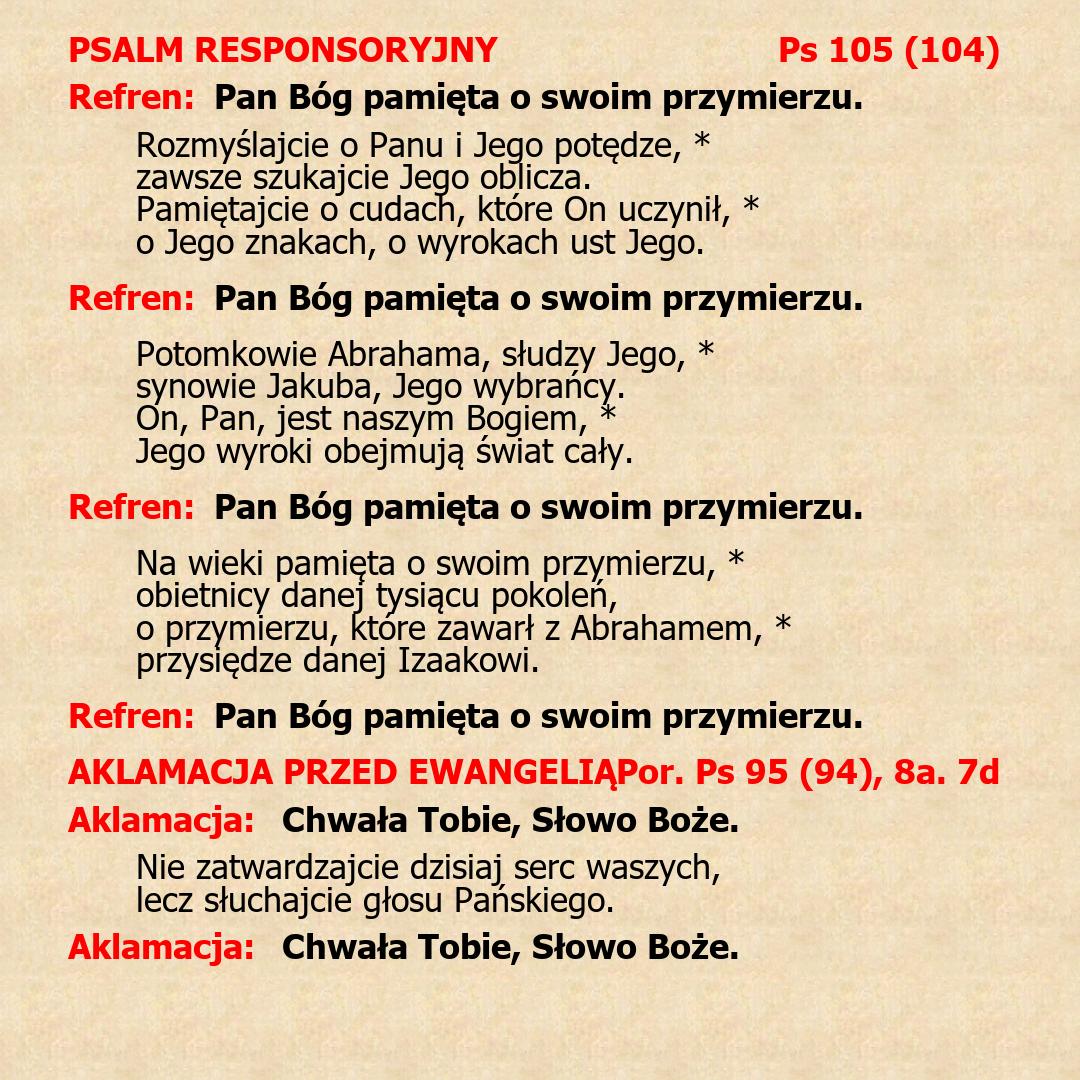 PSALM RESPONSORYJNY Ps 105 (104)
Refren: Pan Bóg pamięta o swoim przymierzu.
Rozmyślajcie o Panu i Jego potędze, *
zawsze szukajcie Jego oblicza.
Pamiętajcie o cudach, które On uczynił, *
o Jego znakach, o wyrokach ust Jego.
Refren: Pan Bóg pamięta o swoim przymierzu.
Potomkowie Abrahama, słudzy Jego, *
synowie Jakuba, Jego wybrańcy.
On, Pan, jest naszym Bogiem, *
Jego wyroki obejmują świat cały.
Refren: Pan Bóg pamięta o swoim przymierzu.
Na wieki pamięta o swoim przymierzu, *
obietnicy danej tysiącu pokoleń,
o przymierzu, które zawarł z Abrahamem, *
przysiędze danej Izaakowi.
Refren: Pan Bóg pamięta o swoim przymierzu.
AKLAMACJA PRZED EWANGELIĄPor. Ps 95 (94), 8a. 7d
Aklamacja: Chwała Tobie, Słowo Boże.
Nie zatwardzajcie dzisiaj serc waszych,
lecz słuchajcie głosu Pańskiego.
Aklamacja: Chwała Tobie, Słowo Boże.